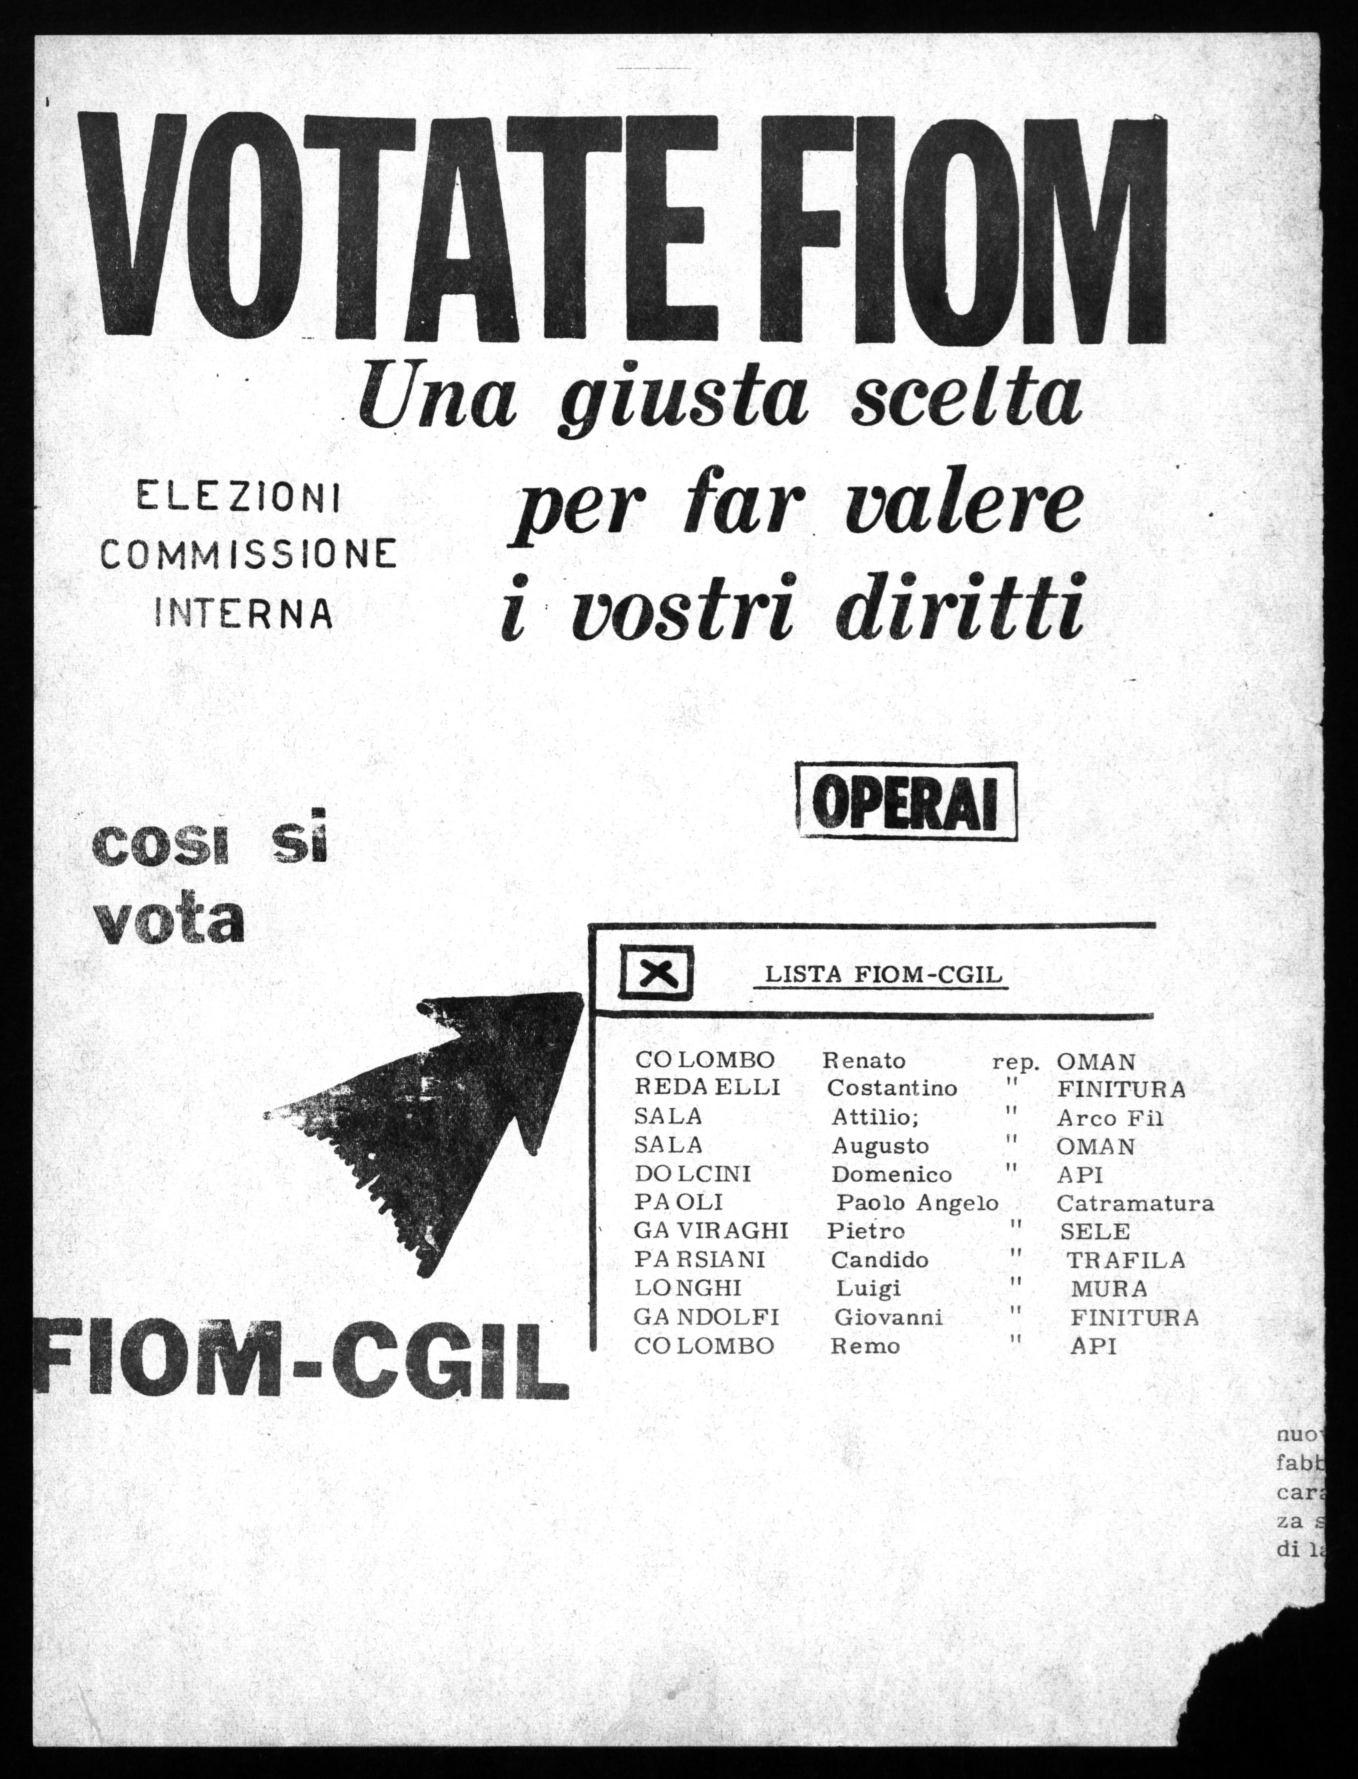 VOTATE FIOM
Una giusta scelta
per far valere
i vostri diritti
ELEZIONI
COMMISSIONE
INTERNA
OPERAI
cosi si
vota
LISTA FIOM-CGIL
COLOMBO Renato rep. OMAN
REDAELLI Costantino " FINITURA
SALA Attilio; " Arco Fil
SALA Augusto " OMAN
DOLCINI Domenico " API
PAOLI Paolo Angelo Catramatura
GAVIRAGHI Pietro " SELE
PARSIANI Candido " TRAFILA
LONGHI Luigi " MURA
GANDOLFI Giovanni " FINITURA
COLOMBO Remo " API
FIOM-CGIL
za
di